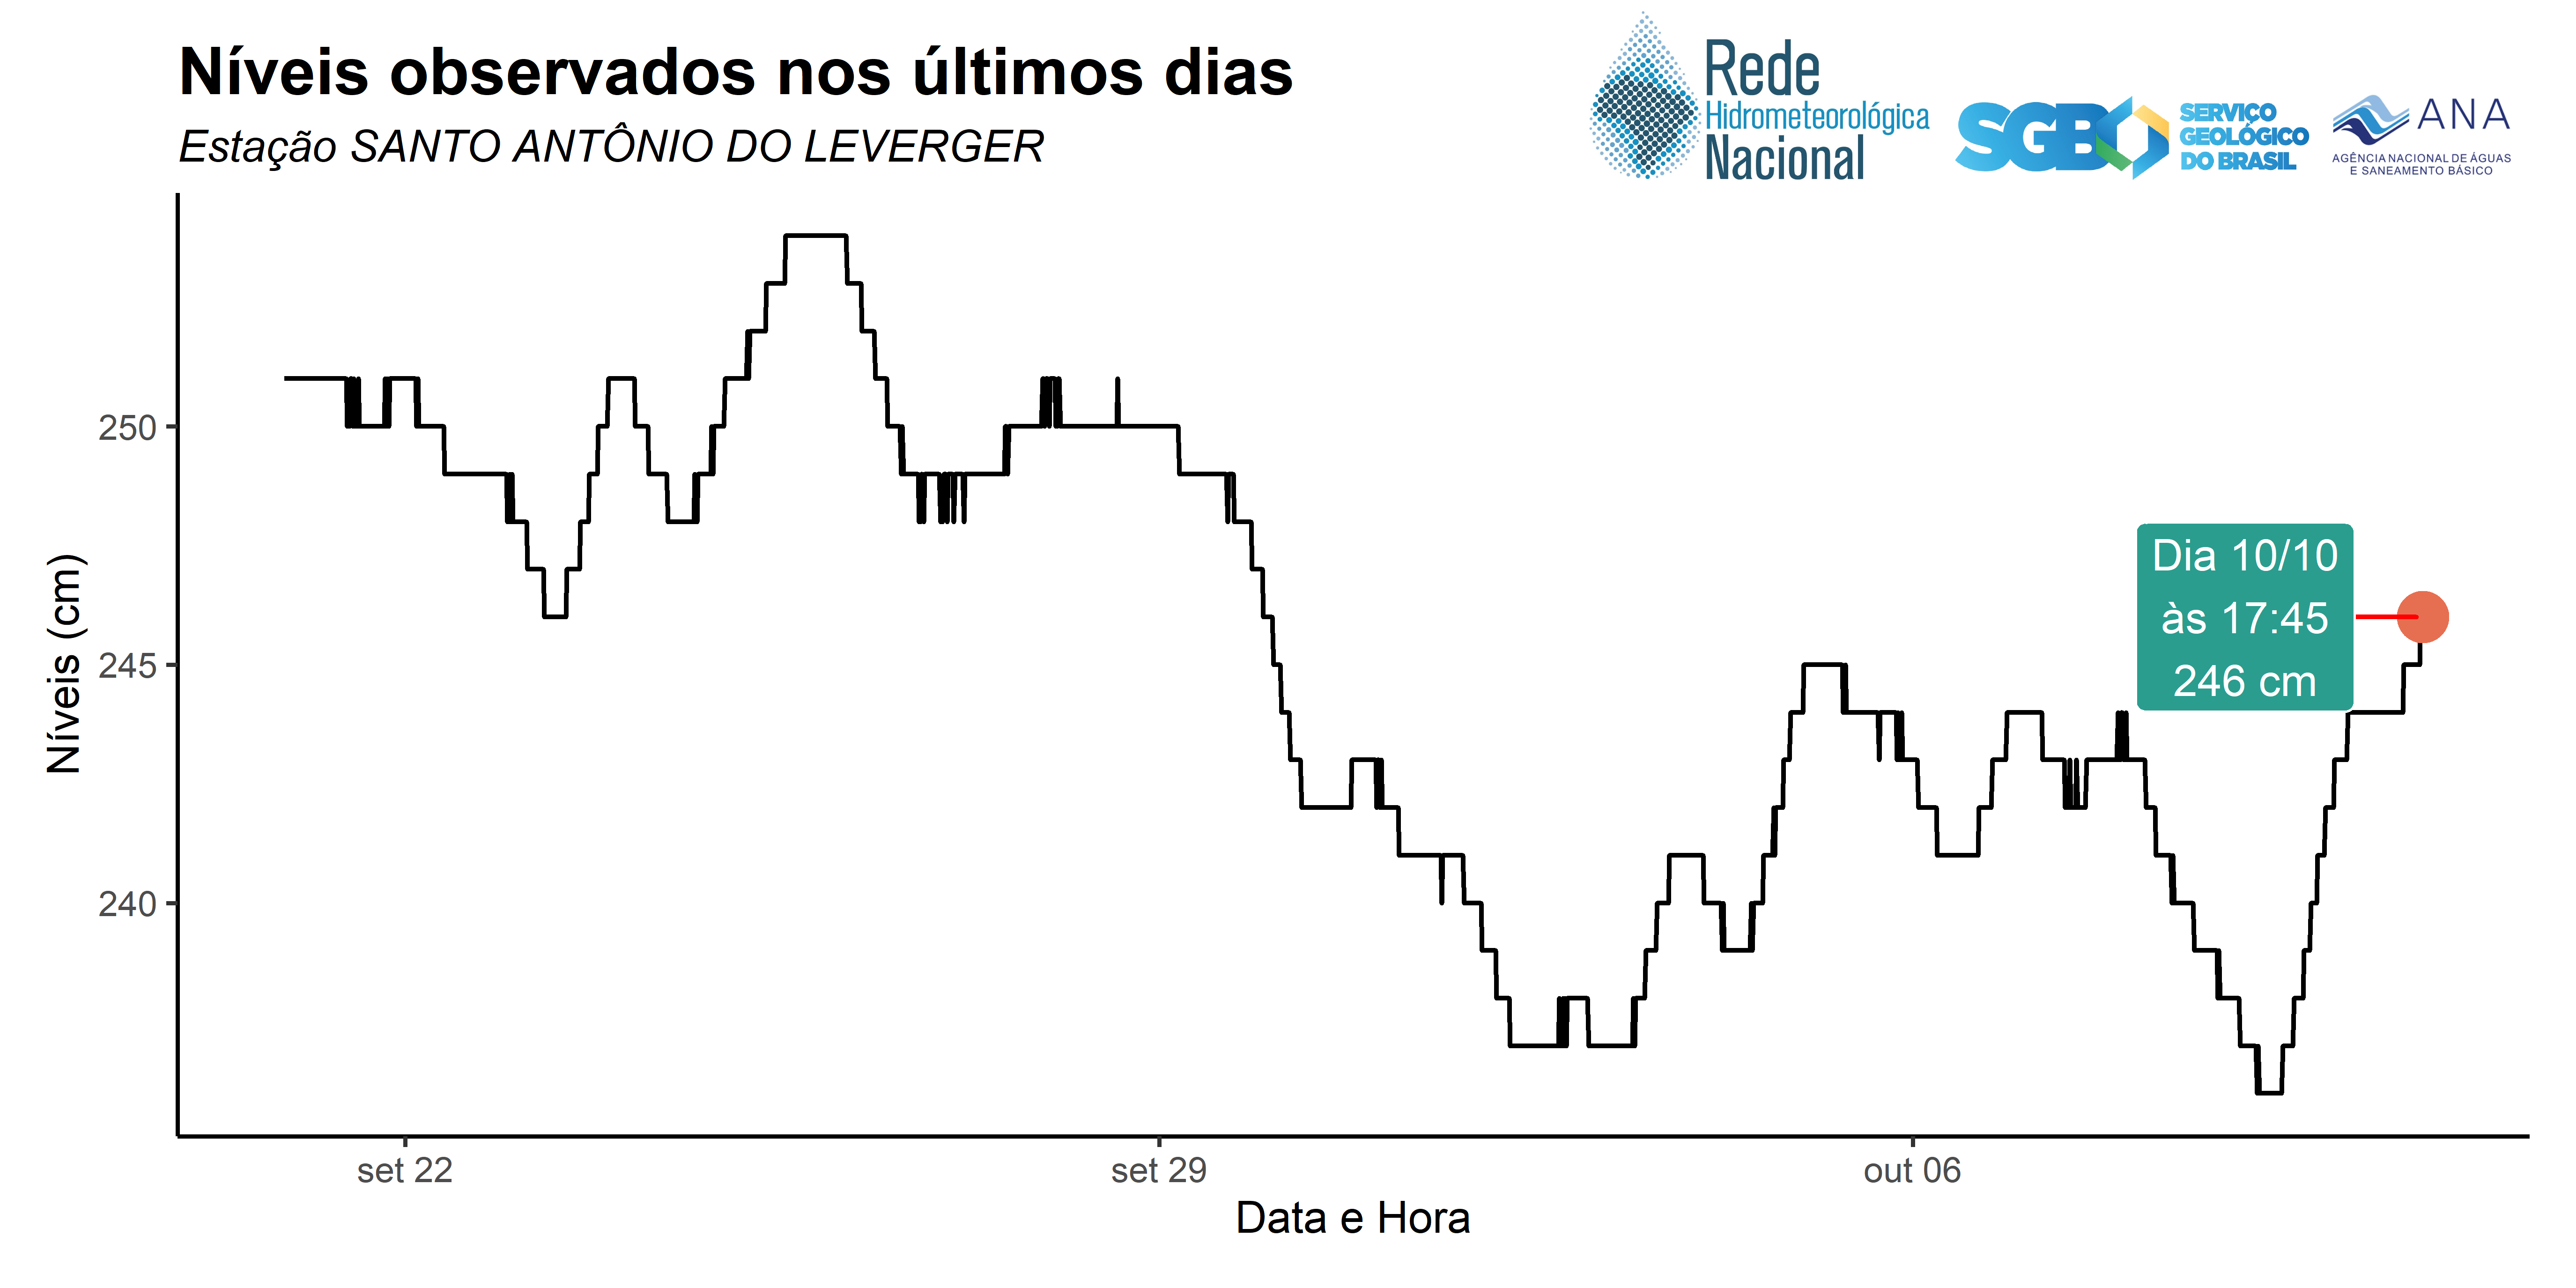 Níveis observados nos últimos dias
Estação SANTO ANTÔNIO DO LEVERGER
Rede
Hidrometeorológica
Nacional
SGB
SERVIÇO
GEOLÓGICO
DO BRASIL
ANA
AGÊNCIA NACIONAL DE ÁGUAS
E SANEAMENTO BÁSICO
Níveis (cm)
250
245
240
Dia 10/10
às 17:45
246 cm
set 22
set 29
out 06
Data e Hora